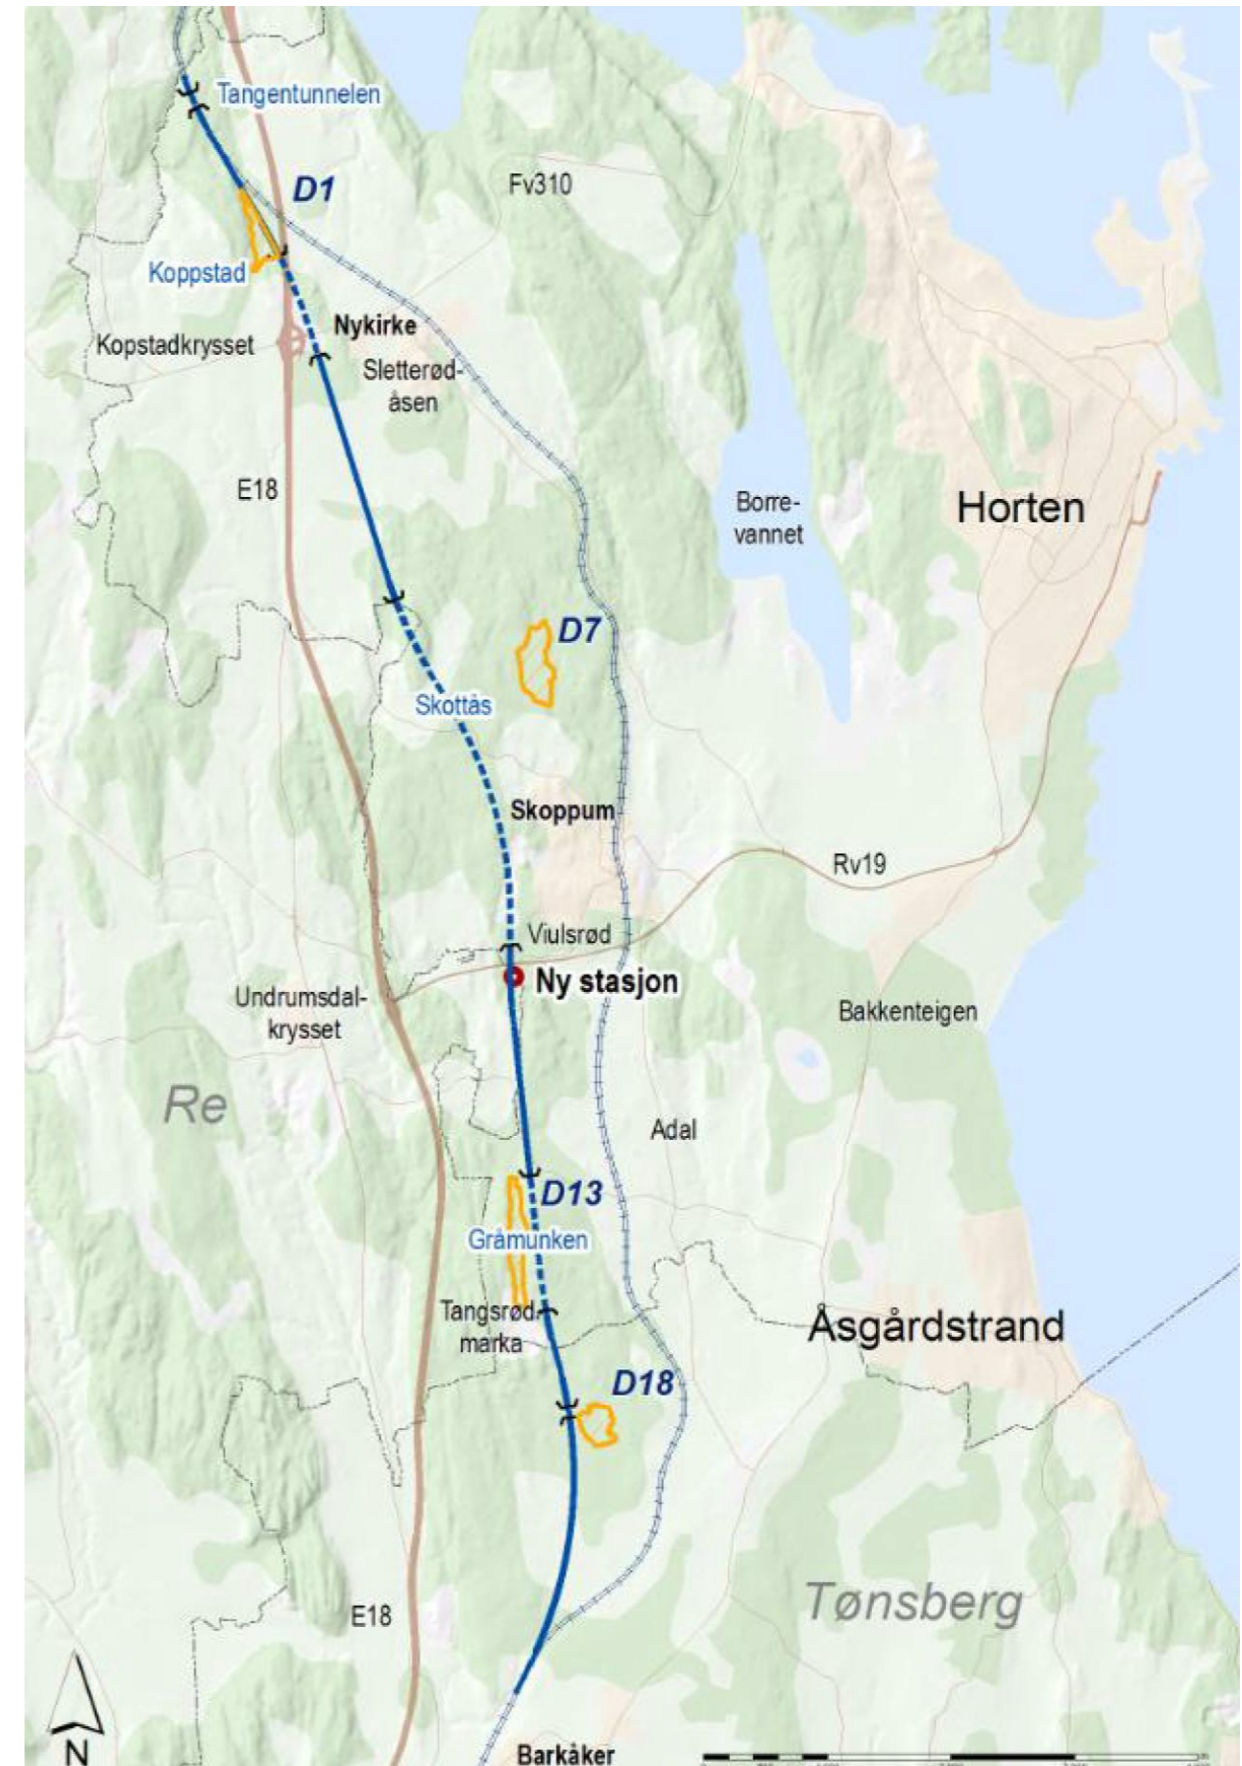 Tangentunnelen
D1
Fv310
Koppstad
Nykirke
Kopstadkrysset
Sletterød-
åsen
E18
Borre-
vannet
Horten
D7
Skottås
Skoppum
Rv19
Viulsrød
Ny stasjon
Undrumsdal-
krysset
Bakkenteigen
Re
Adal
D13
Gråmunken
Tangsrød
marka
Åsgårdstrand
D18
Tønsberg
E18
N
Barkåker